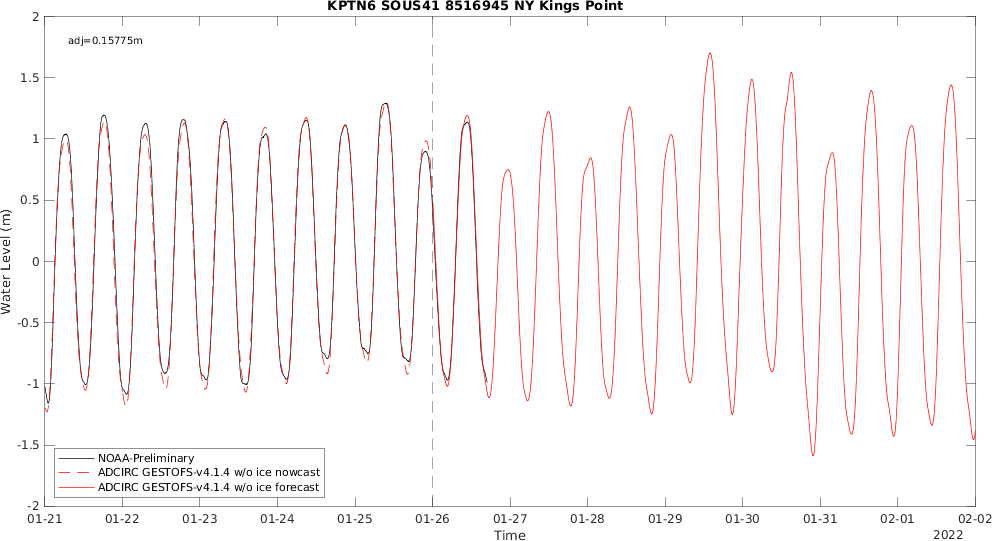 KPTN6 SOUS41 8516945 NY Kings Point
adj=0.15775m
2
1.5
1
0.5
0
-0.5
-1
-1.5
-2
Water Level (m)
NOAA-Preliminary
ADCIRC GESTOFS-v4.1.4 w/o ice nowcast
ADCIRC GESTOFS-v4.1.4 w/o ice forecast
01-21 01-22 01-23 01-24 01-25 01-26 01-27 01-28 01-29 01-30 01-31 02-01 02-02
Time
2022